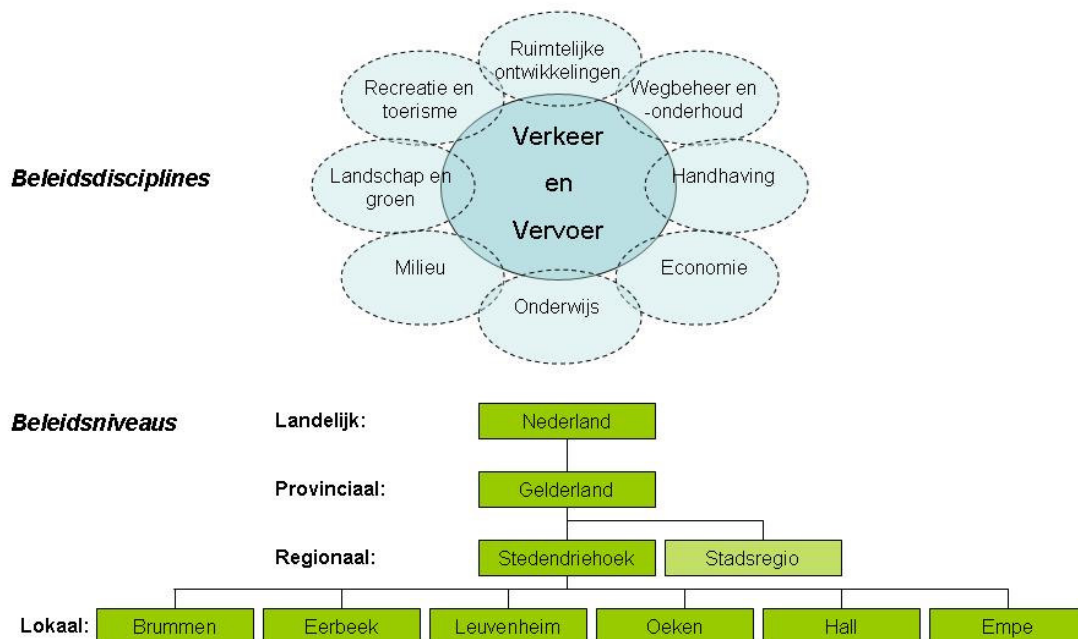 Beleidsdisciplines
Ruimtelijke
ontwikkelingen
Recreatie en
toerisme
Wegbeheer en
-onderhoud
Verkeer
en
Vervoer
Landschap en
groen
Handhaving
Milieu
Economie
Onderwijs
Beleidsniveaus
Landelijk:
Nederland
Provinciaal:
Gelderland
Regionaal:
Stedendriehoek
Stadsregio
Lokaal:
Brummen
Eerbeek
Leuvenheim
Oeken
Hall
Empe